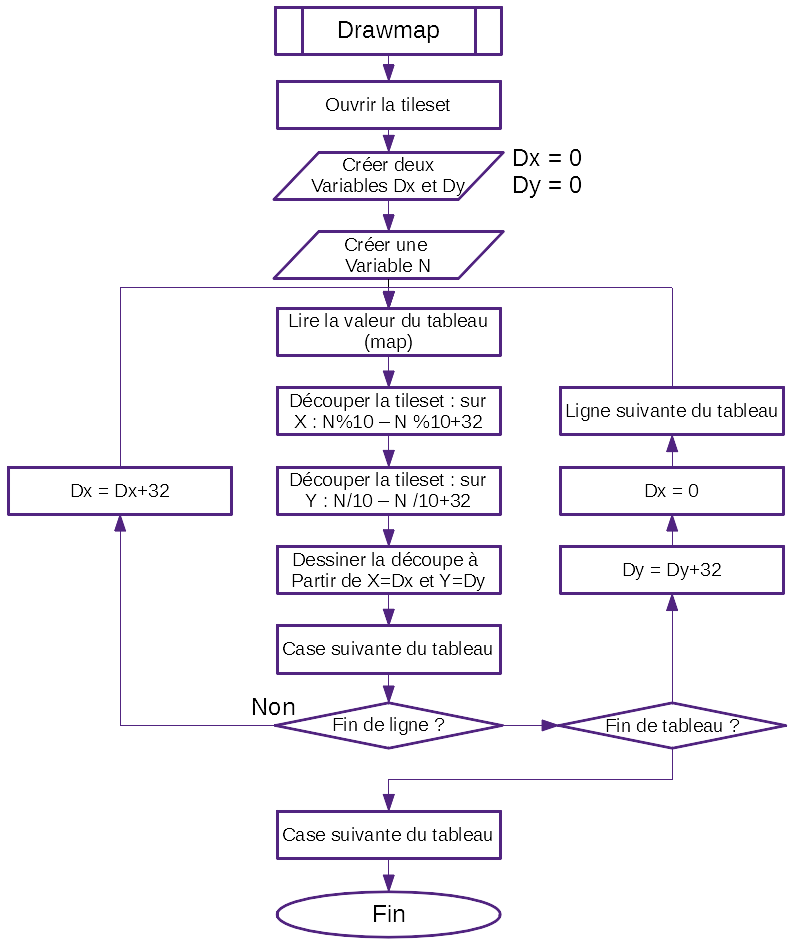 Drawmap
Ouvrir la tileset
Créer deux
Variables Dx et Dy
Dx = 0
Dy = 0
Créer une
Variable N
Lire la valeur du tableau
(map)
Découper la tileset : sur
X : N%10 – N %10+32
Ligne suivante du tableau
Découper la tileset : sur
Y : N/10 – N /10+32
Dx = Dx+32
Dx = 0
Dessiner la découpe à
Partir de X=Dx et Y=Dy
Dy = Dy+32
Case suivante du tableau
Non
Fin de ligne ?
Fin de tableau ?
Case suivante du tableau
Fin